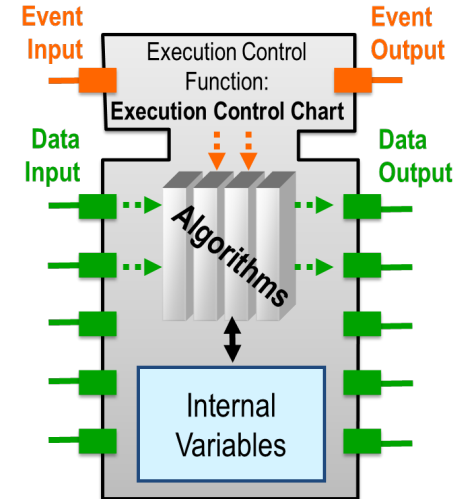 Event
Input
Execution Control
Function:
Execution Control Chart
Event
Output
Data
Input
Data
Output
Algorithms
Internal
Variables